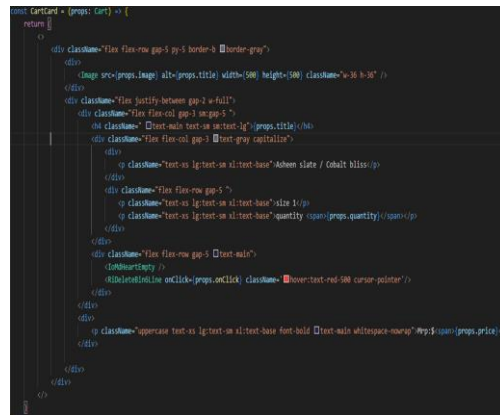 const CartCard = (props: Cart) => {
return (
<>
<div className="flex flex-row gap-5 py-5 border-b border-gray">
<div>
<Image src={props.image} alt={props.title} width={500} height={500} className="w-36 h-36" />
</div>
<div className="flex justify-between gap-2 w-full">
<div className="flex flex-col gap-3 sm:gap-5 ">
<h4 className=" text-main text-sm sm:text-lg">{props.title}</h4>
<div className="flex flex-col gap-3 text-gray capitalize">
<div>
<p className="text-xs lg:text-sm xl:text-base">Asheen slate / Cobalt bliss</p>
</div>
<div className="flex flex-row gap-5 ">
<p className="text-xs lg:text-sm xl:text-base">size 1</p>
<p className="text-xs lg:text-sm xl:text-base">quantity <span>{props.quantity}</span></p>
</div>
</div>
<div className="flex flex-row gap-5 text-main">
<IoMdHeartEmpty />
<RiDeleteBin6Line onClick={props.onClick} className="hover:text-red-500 cursor-pointer"/>
</div>
</div>
<div>
<p className="uppercase text-xs lg:text-sm xl:text-base font-bold text-main whitespace-nowrap">Mrp:$<span>{props.price}<
</div>
</div>
</div>
</>